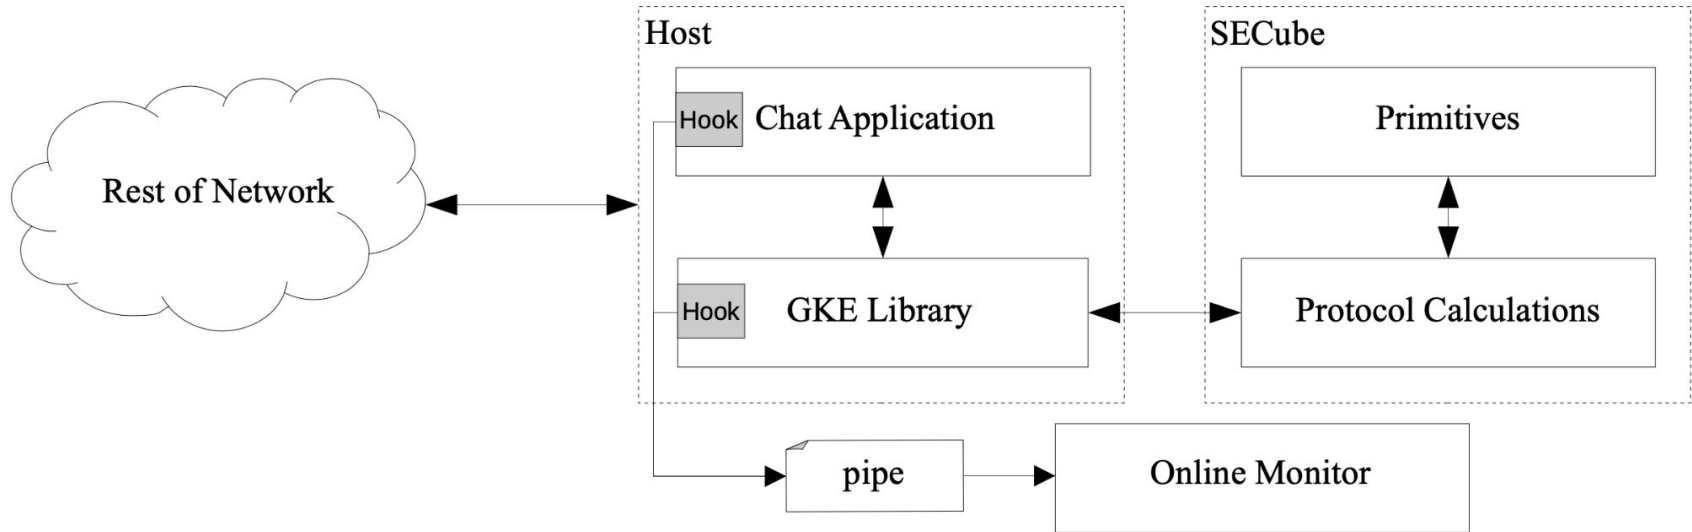 Host
SECube
Hook
Chat Application
Primitives
Rest of Network
Hook
GKE Library
Protocol Calculations
pipe
Online Monitor